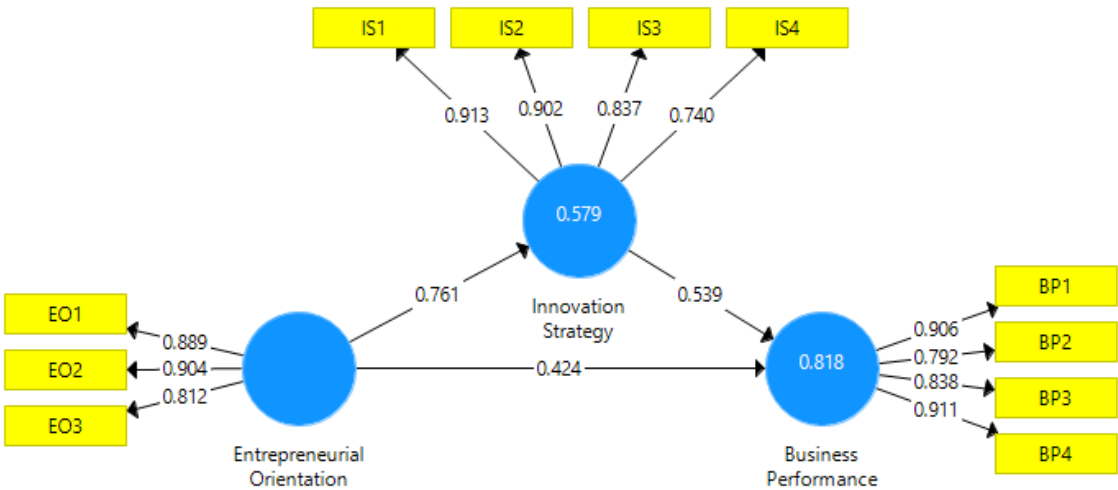 IS1 IS2 IS3 IS4
0.913 0.902 0.837 0.740
0.579
Innovation
Strategy
0.761
0.539
EO1
EO2
EO3
0.889
0.904
0.812
0.424
Entrepreneurial
Orientation
0.818
Business
Performance
0.906
0.792
0.838
0.911
BP1
BP2
BP3
BP4